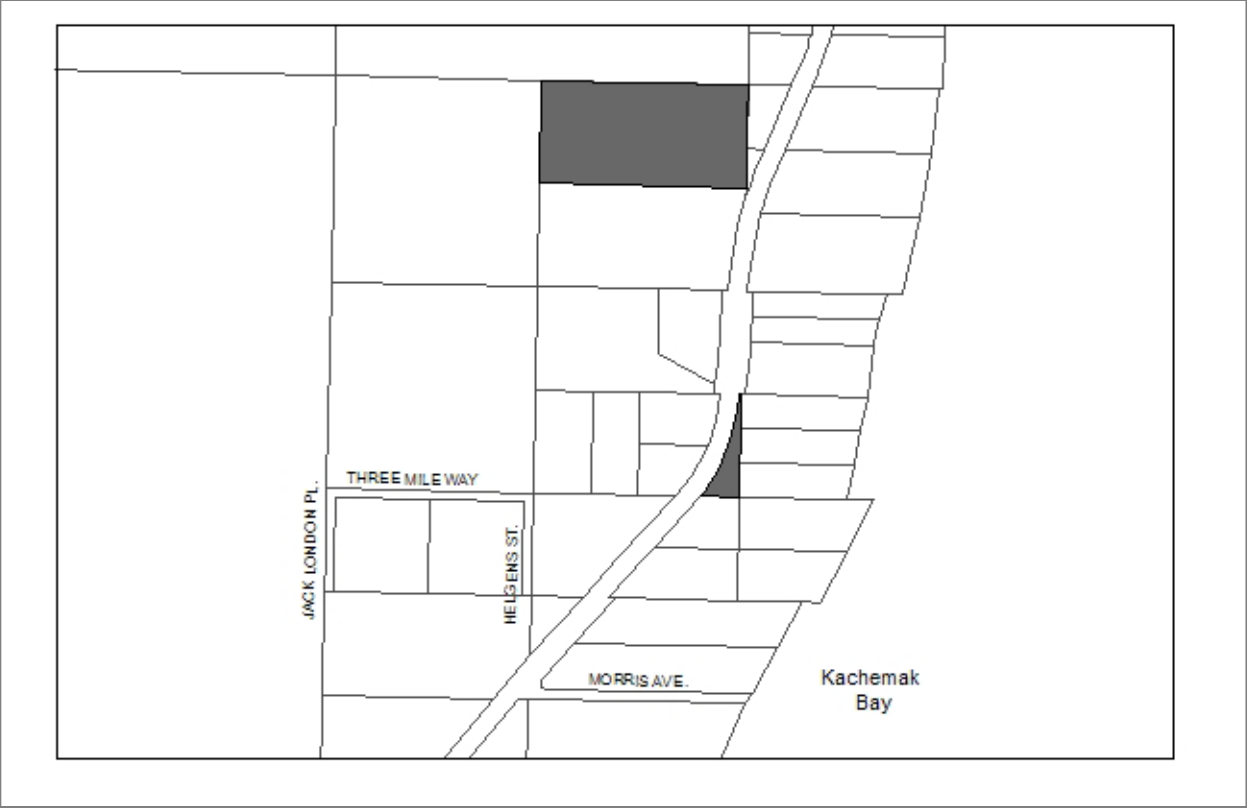 THREE MILE WAY
JACK LONDON PL.
HELGENS ST.
MORRIS AVE.
Kachemak
Bay